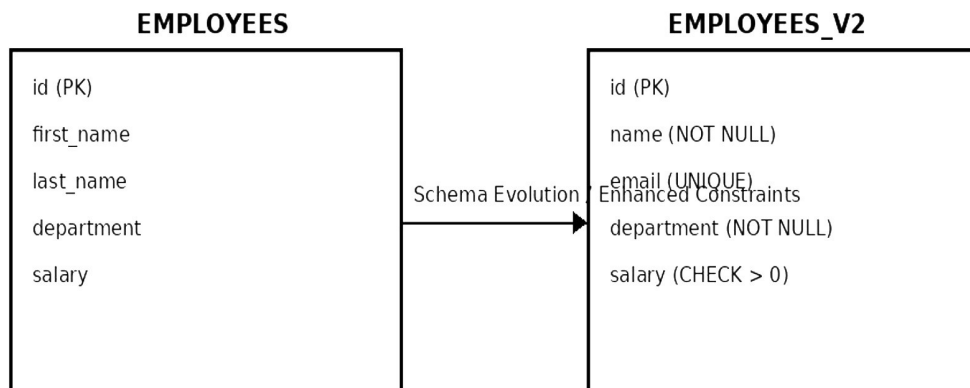 EMPLOYEES
id (PK)
first_name
last_name
department
salary
Schema Evolution / Enhanced Constraints
EMPLOYEES_V2
id (PK)
name (NOT NULL)
email (UNIQUE)
department (NOT NULL)
salary (CHECK > 0)